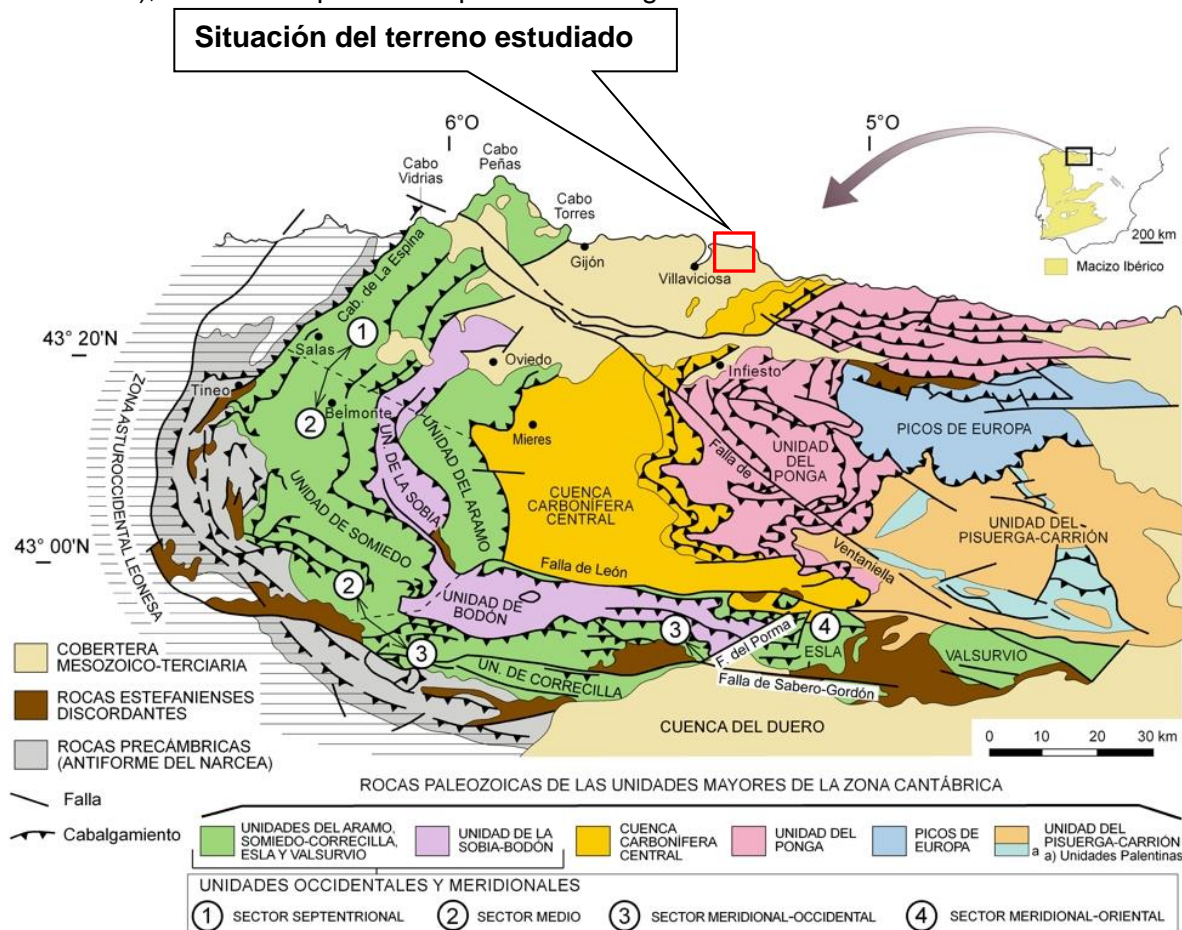 Situación del terreno estudiado
6°O
5°O
Cabo
Vidrias
Cabo
Peñas
Cabo
Torres
Gijón
Villaviciosa
200 km
Macizo Ibérico
Cab. de La Espina
43° 20'N
Salas
Oviedo
Infiesto
Tineo
Belmonte
Mieres
ZONA ASTUROCCIDENTAL LEONESA
UN. DE LA SOBIA
UNIDAD DEL ARAMO
UNIDAD DE SOMIEDO
CUENCA
CARBONÍFERA
CENTRAL
Falla de
Ventaniella
UNIDAD
DEL
PONGA
PICOS DE EUROPA
UNIDAD DEL
PISUERGA-CARRIÓN
43° 00'N
Falla de León
UNIDAD DE
BODÓN
1
2
2
3
3
4
F. del Porma
ESLA
VALSURVIO
UN. DE CORRECILLA
Falla de Sabero-Gordón
CUENCA DEL DUERO
0 10 20 30 km
COBERTERA
MESOZOICO-TERCIARIA
ROCAS ESTEFANIENSES
DISCORDANTES
ROCAS PRECÁMBRICAS
(ANTIFORME DEL NARCEA)
Falla
Cabalgamiento
ROCAS PALEOZOICAS DE LAS UNIDADES MAYORES DE LA ZONA CANTÁBRICA
UNIDADES DEL ARAMO,
SOMIEDO-CORRECILLA,
ESLA Y VALSURVIO
UNIDAD DE LA
SOBIA-BODÓN
CUENCA
CARBONÍFERA
CENTRAL
UNIDAD DEL
PONGA
PICOS DE
EUROPA
UNIDAD DEL
PISUERGA-CARRIÓN
a a) Unidades Palentinas
UNIDADES OCCIDENTALES Y MERIDIONALES
1 SECTOR SEPTENTRIONAL 2 SECTOR MEDIO 3 SECTOR MERIDIONAL-OCCIDENTAL 4 SECTOR MERIDIONAL-ORIENTAL